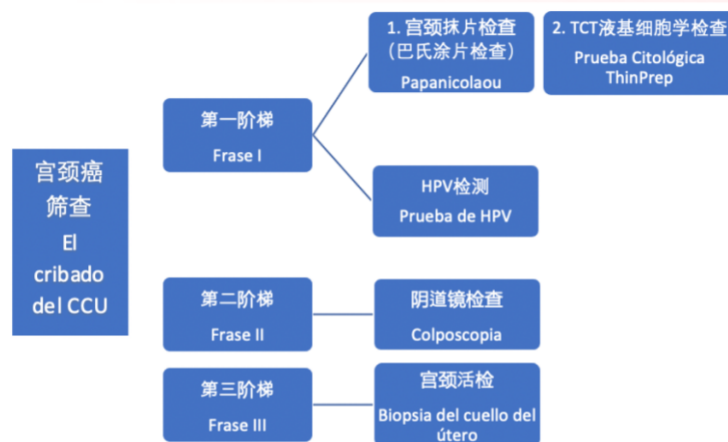 宫颈癌
筛查
El
cribado
del CCU
第一阶梯
Frase I
1. 宫颈抹片检查
（巴氏涂片检查）
Papanicolaou
2. TCT液基细胞学检查
Prueba Citológica
ThinPrep
HPV检测
Prueba de HPV
第二阶梯
Frase II
阴道镜检查
Colposcopia
第三阶梯
Frase III
宫颈活检
Biopsia del cuello del
útero